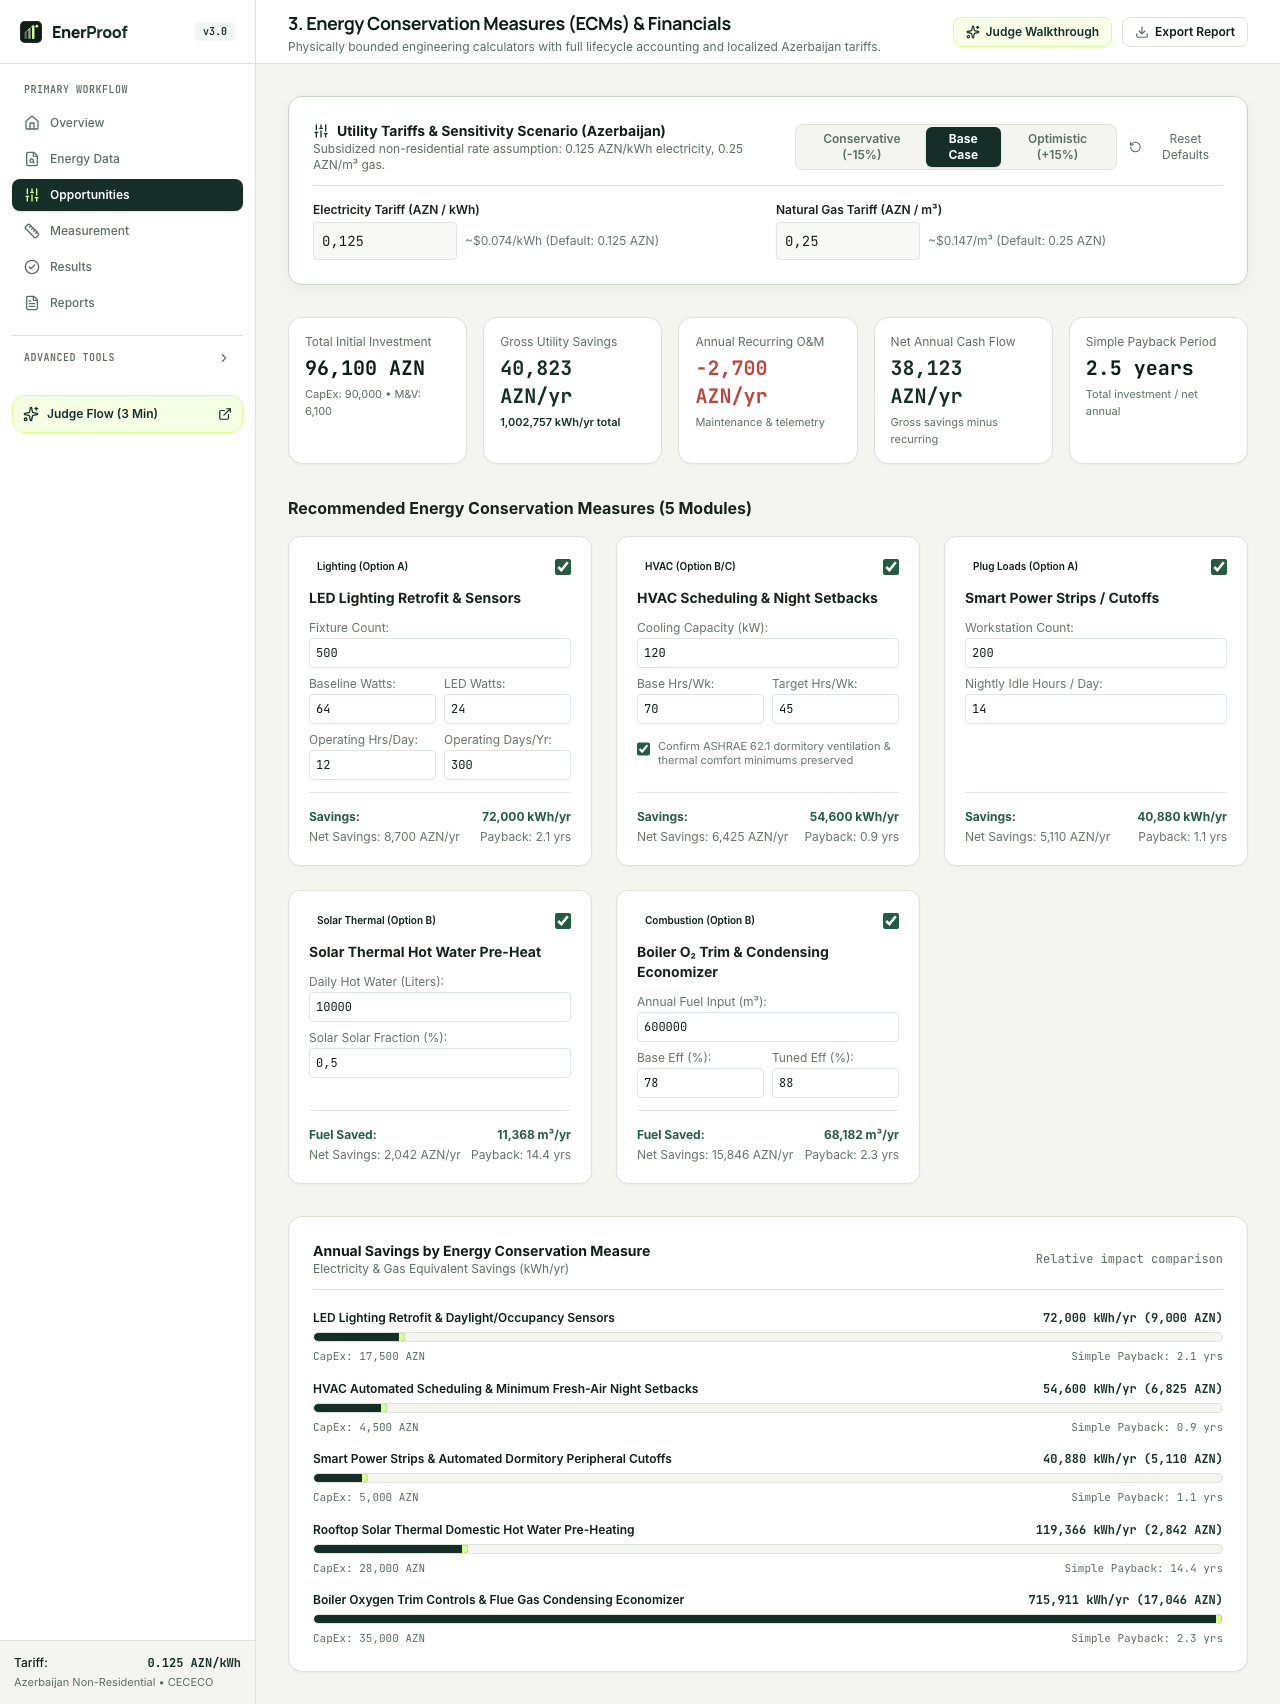 EnerProof
v3.0
PRIMARY WORKFLOW
Overview
Energy Data
Opportunities
Measurement
Results
Reports
ADVANCED TOOLS
Judge Flow (3 Min)
Tariff: 0.125 AZN/kWh
Azerbaijan Non-Residential • CECECO
3. Energy Conservation Measures (ECMs) & Financials
Physically bounded engineering calculators with full lifecycle accounting and localized Azerbaijan tariffs.
Judge Walkthrough
Export Report
Utility Tariffs & Sensitivity Scenario (Azerbaijan)
Subsidized non-residential rate assumption: 0.125 AZN/kWh electricity, 0.25
AZN/m³ gas.
Conservative
(-15%)
Base
Case
Optimistic
(+15%)
Reset
Defaults
Electricity Tariff (AZN / kWh)
0,125
~$0.074/kWh (Default: 0.125 AZN)
Natural Gas Tariff (AZN / m³)
0,25
~$0.147/m³ (Default: 0.25 AZN)
Total Initial Investment
96,100 AZN
CapEx: 90,000 • M&V:
6,100
Gross Utility Savings
40,823
AZN/yr
1,002,757 kWh/yr total
Annual Recurring O&M
-2,700
AZN/yr
Maintenance & telemetry
Net Annual Cash Flow
38,123
AZN/yr
Gross savings minus
recurring
Simple Payback Period
2.5 years
Total investment / net
annual
Recommended Energy Conservation Measures (5 Modules)
Lighting (Option A)
LED Lighting Retrofit & Sensors
Fixture Count:
500
Baseline Watts: LED Watts:
64 24
Operating Hrs/Day: Operating Days/Yr:
12 300
Savings: 72,000 kWh/yr
Net Savings: 8,700 AZN/yr Payback: 2.1 yrs
HVAC (Option B/C)
HVAC Scheduling & Night Setbacks
Cooling Capacity (kW):
120
Base Hrs/Wk: Target Hrs/Wk:
70 45
Confirm ASHRAE 62.1 dormitory ventilation &
thermal comfort minimums preserved
Savings: 54,600 kWh/yr
Net Savings: 6,425 AZN/yr Payback: 0.9 yrs
Plug Loads (Option A)
Smart Power Strips / Cutoffs
Workstation Count:
200
Nightly Idle Hours / Day:
14
Savings: 40,880 kWh/yr
Net Savings: 5,110 AZN/yr Payback: 1.1 yrs
Solar Thermal (Option B)
Solar Thermal Hot Water Pre-Heat
Daily Hot Water (Liters):
10000
Solar Solar Fraction (%):
0,5
Fuel Saved: 11,368 m³/yr
Net Savings: 2,042 AZN/yr Payback: 14.4 yrs
Combustion (Option B)
Boiler O₂ Trim & Condensing
Economizer
Annual Fuel Input (m³):
600000
Base Eff (%): Tuned Eff (%):
78 88
Fuel Saved: 68,182 m³/yr
Net Savings: 15,846 AZN/yr Payback: 2.3 yrs
Annual Savings by Energy Conservation Measure
Electricity & Gas Equivalent Savings (kWh/yr)
Relative impact comparison
LED Lighting Retrofit & Daylight/Occupancy Sensors 72,000 kWh/yr (9,000 AZN)
CapEx: 17,500 AZN Simple Payback: 2.1 yrs
HVAC Automated Scheduling & Minimum Fresh-Air Night Setbacks 54,600 kWh/yr (6,825 AZN)
CapEx: 4,500 AZN Simple Payback: 0.9 yrs
Smart Power Strips & Automated Dormitory Peripheral Cutoffs 40,880 kWh/yr (5,110 AZN)
CapEx: 5,000 AZN Simple Payback: 1.1 yrs
Rooftop Solar Thermal Domestic Hot Water Pre-Heating 119,366 kWh/yr (2,842 AZN)
CapEx: 28,000 AZN Simple Payback: 14.4 yrs
Boiler Oxygen Trim Controls & Flue Gas Condensing Economizer 715,911 kWh/yr (17,046 AZN)
CapEx: 35,000 AZN Simple Payback: 2.3 yrs